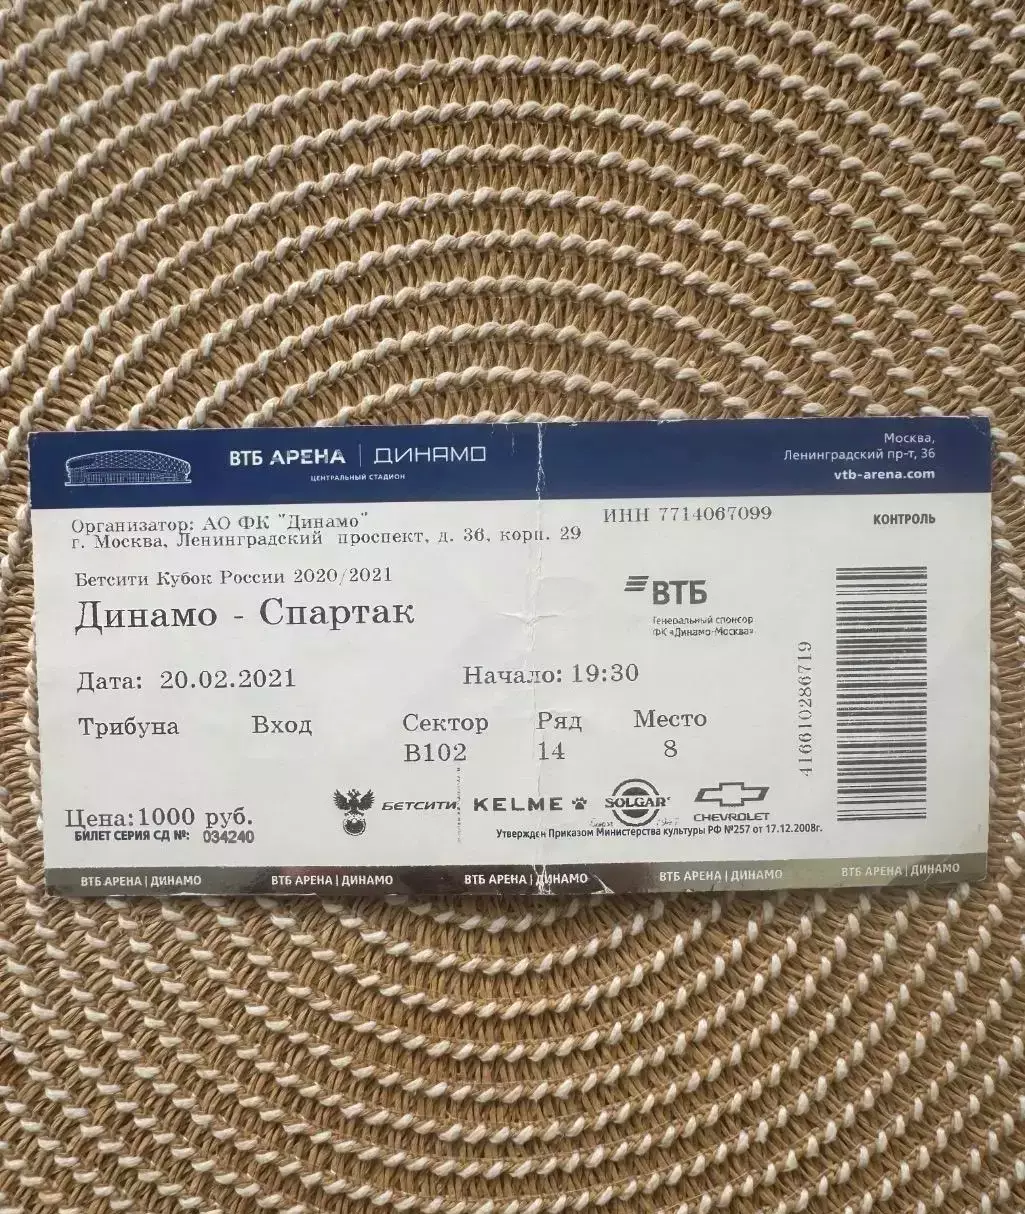 ВТБ АРЕНА | ДИНАМО
ЦЕНТРАЛЬНЫЙ СТАДИОН
Москва,
Ленинградский пр-т, 36
vtb-arena.com
Организатор: АО ФК "Динамо"
г. Москва, Ленинградский проспект, д. 36, корп. 29
ИНН 7714067099
КОНТРОЛЬ
Бетсити Кубок России 2020/2021
Динамо - Спартак
ВТБ
Генеральный спонсор
ФК «Динамо-Москва»
Дата: 20.02.2021
Начало: 19:30
Трибуна Вход Сектор Ряд Место
B102 14 8
416610286719
Цена: 1000 руб.
БИЛЕТ СЕРИЯ СД №: 034240
БЕТСИТИ
KELME
SOLGAR
CHEVROLET
Утвержден Приказом Министерства культуры РФ №257 от 17.12.2008г.
ВТБ АРЕНА | ДИНАМО ВТБ АРЕНА | ДИНАМО ВТБ АРЕНА | ДИНАМО ВТБ АРЕНА | ДИНАМО ВТБ АРЕНА | ДИНАМО